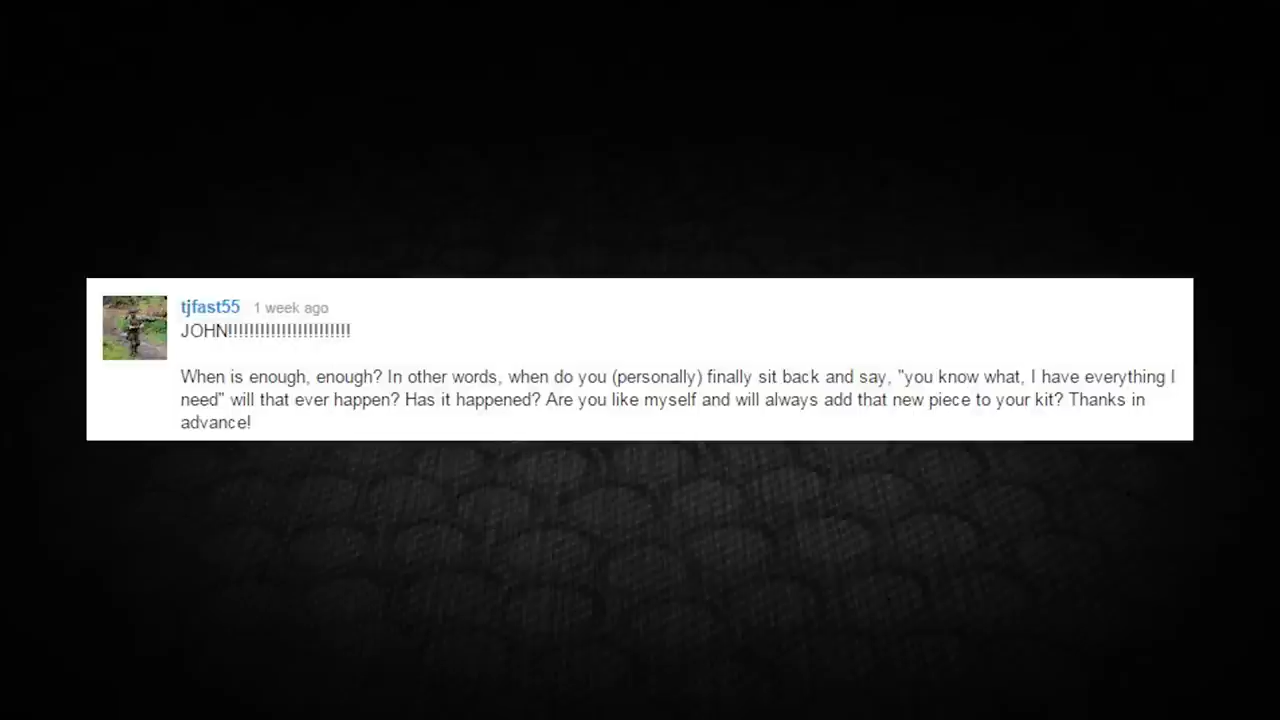 tjfast55 1 week ago
JOHN!!!!!!!!!!!!!!!!!!!!!!!
When is enough, enough? In other words, when do you (personally) finally sit back and say, "you know what, I have everything I
need" will that ever happen? Has it happened? Are you like myself and will always add that new piece to your kit? Thanks in
advance!